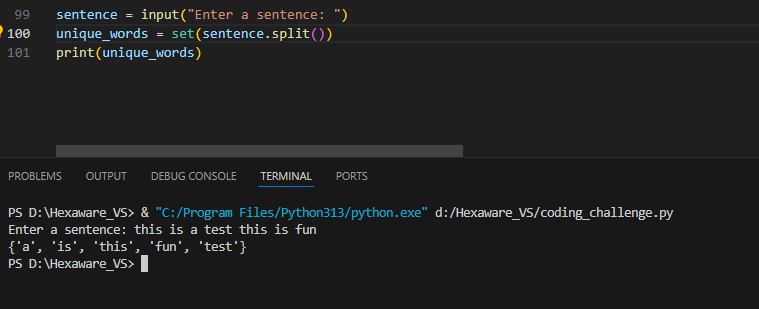 99 sentence = input("Enter a sentence: ")
100 unique_words = set(sentence.split())
101 print(unique_words)
PROBLEMS OUTPUT DEBUG CONSOLE TERMINAL PORTS
PS D:\Hexaware_VS> & "C:/Program Files/Python313/python.exe" d:/Hexaware_VS/coding_challenge.py
Enter a sentence: this is a test this is fun
{'a', 'is', 'this', 'fun', 'test'}
PS D:\Hexaware_VS>